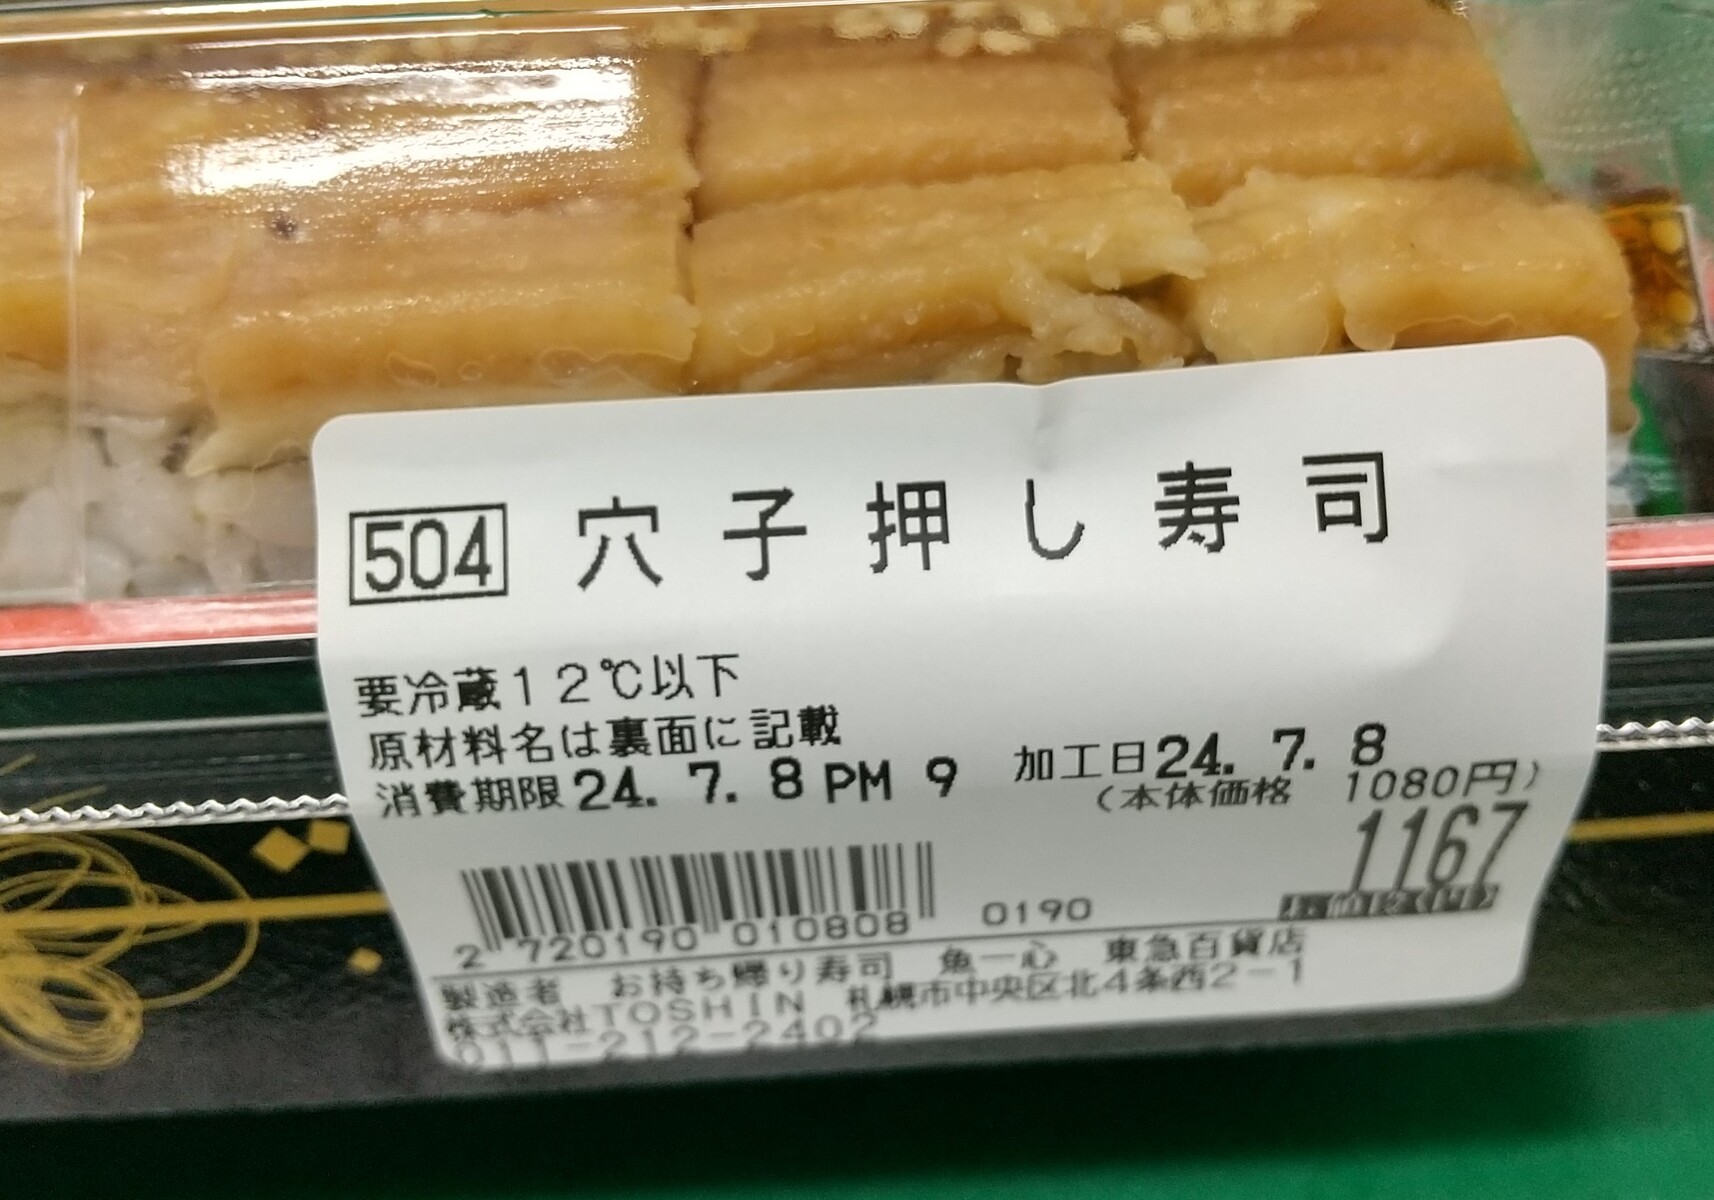 504 穴子押し寿司
要冷蔵12℃以下
原材料名は裏面に記載
消費期限24. 7. 8 PM 9 加工日24. 7. 8
(本体価格 1080円)
1167
2 720190 010808 0190
製造者 お持ち帰り寿司 魚一心 東急百貨店
株式会社TOSHIN 札幌市中央区北4条西2-1
011-212-2402